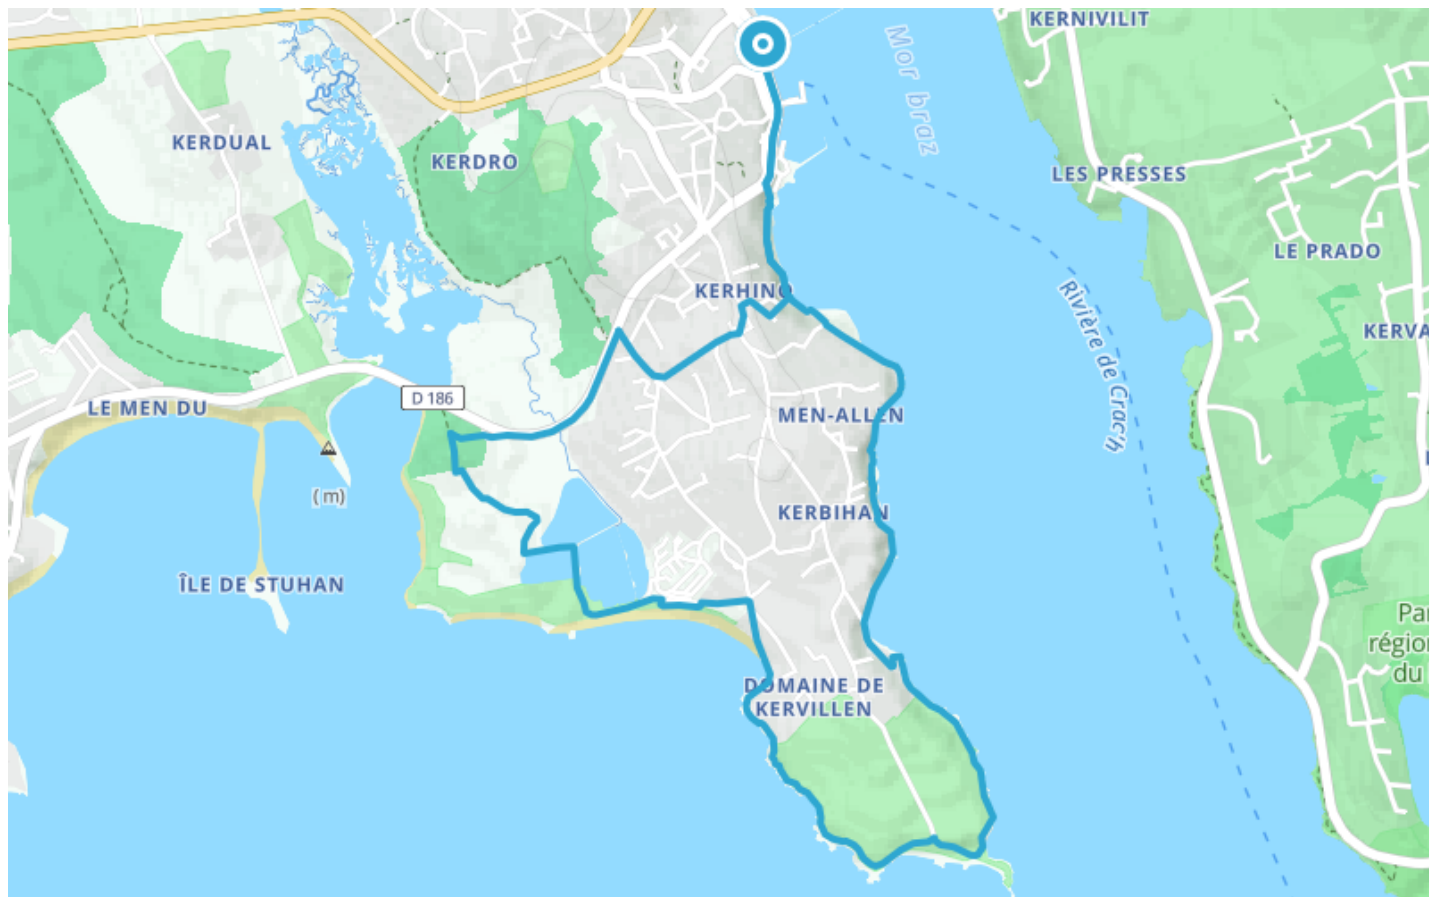 KERNIVILIT
Mor braz
KERDUAL
KERDRO
LES PRESSES
LE PRADO
KERHINO
Rivière de Crac'h
KERVA
D 186
LE MEN DU
MEN-ALLEN
( m)
KERBIHAN
ÎLE DE STUHAN
Par
région
du
DOMAINE DE
KERVILLEN